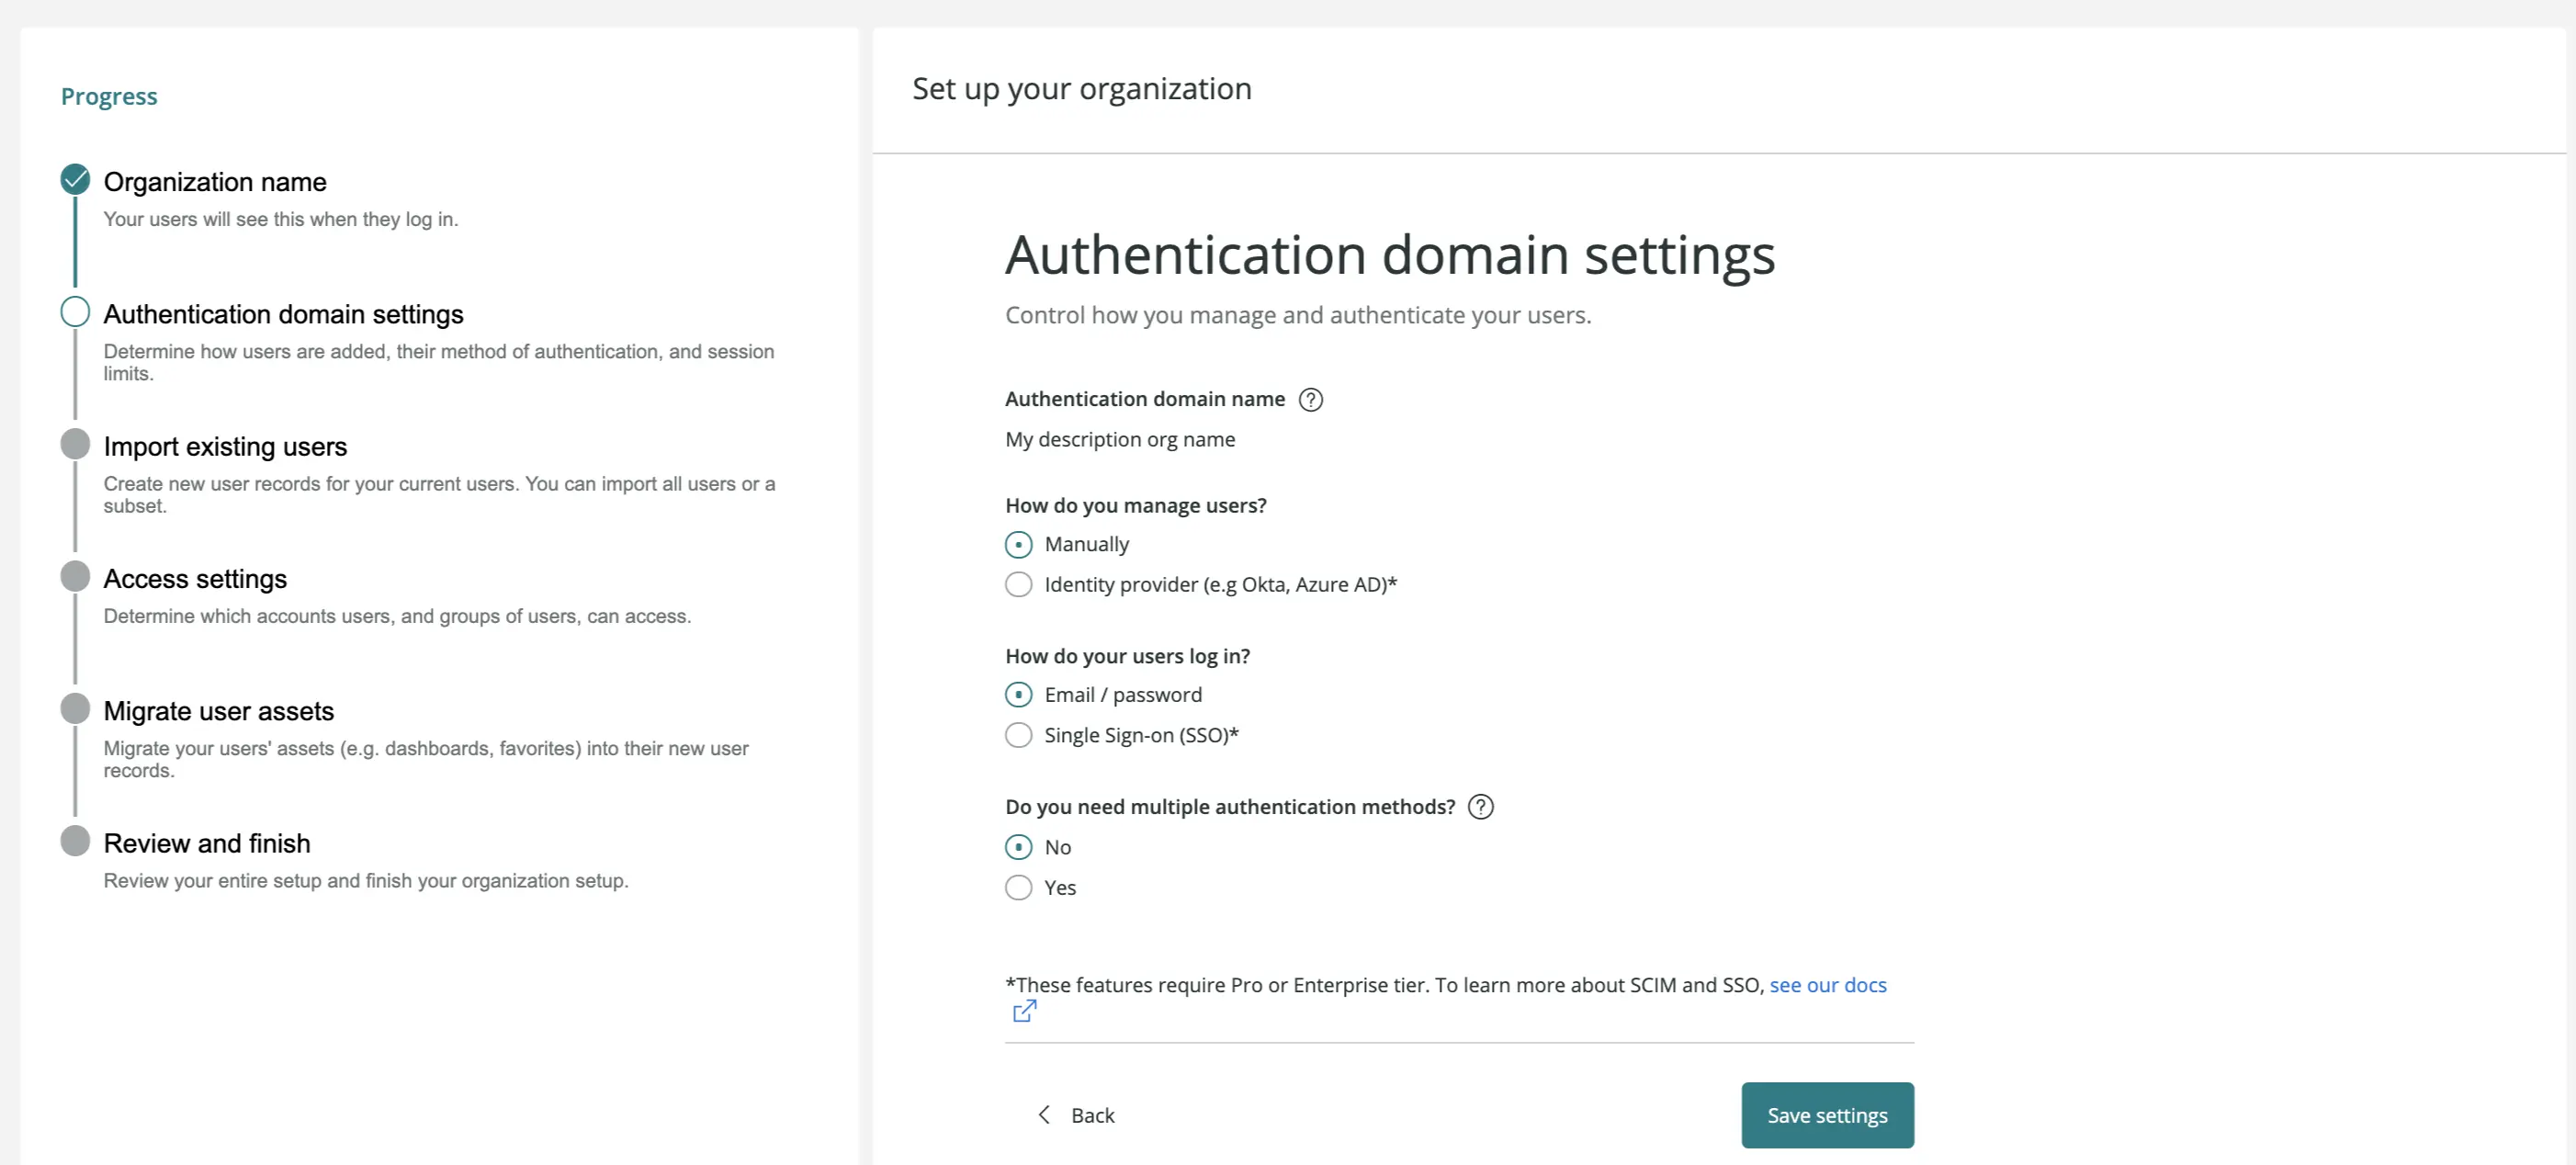 Progress
Organization name
Your users will see this when they log in.
Authentication domain settings
Determine how users are added, their method of authentication, and session
limits.
Import existing users
Create new user records for your current users. You can import all users or a
subset.
Access settings
Determine which accounts users, and groups of users, can access.
Migrate user assets
Migrate your users' assets (e.g. dashboards, favorites) into their new user
records.
Review and finish
Review your entire setup and finish your organization setup.
Set up your organization
Authentication domain settings
Control how you manage and authenticate your users.
Authentication domain name ?
My description org name
How do you manage users?
Manually
Identity provider (e.g Okta, Azure AD)*
How do your users log in?
Email / password
Single Sign-on (SSO)*
Do you need multiple authentication methods? ?
No
Yes
*These features require Pro or Enterprise tier. To learn more about SCIM and SSO, see our docs
Back
Save settings